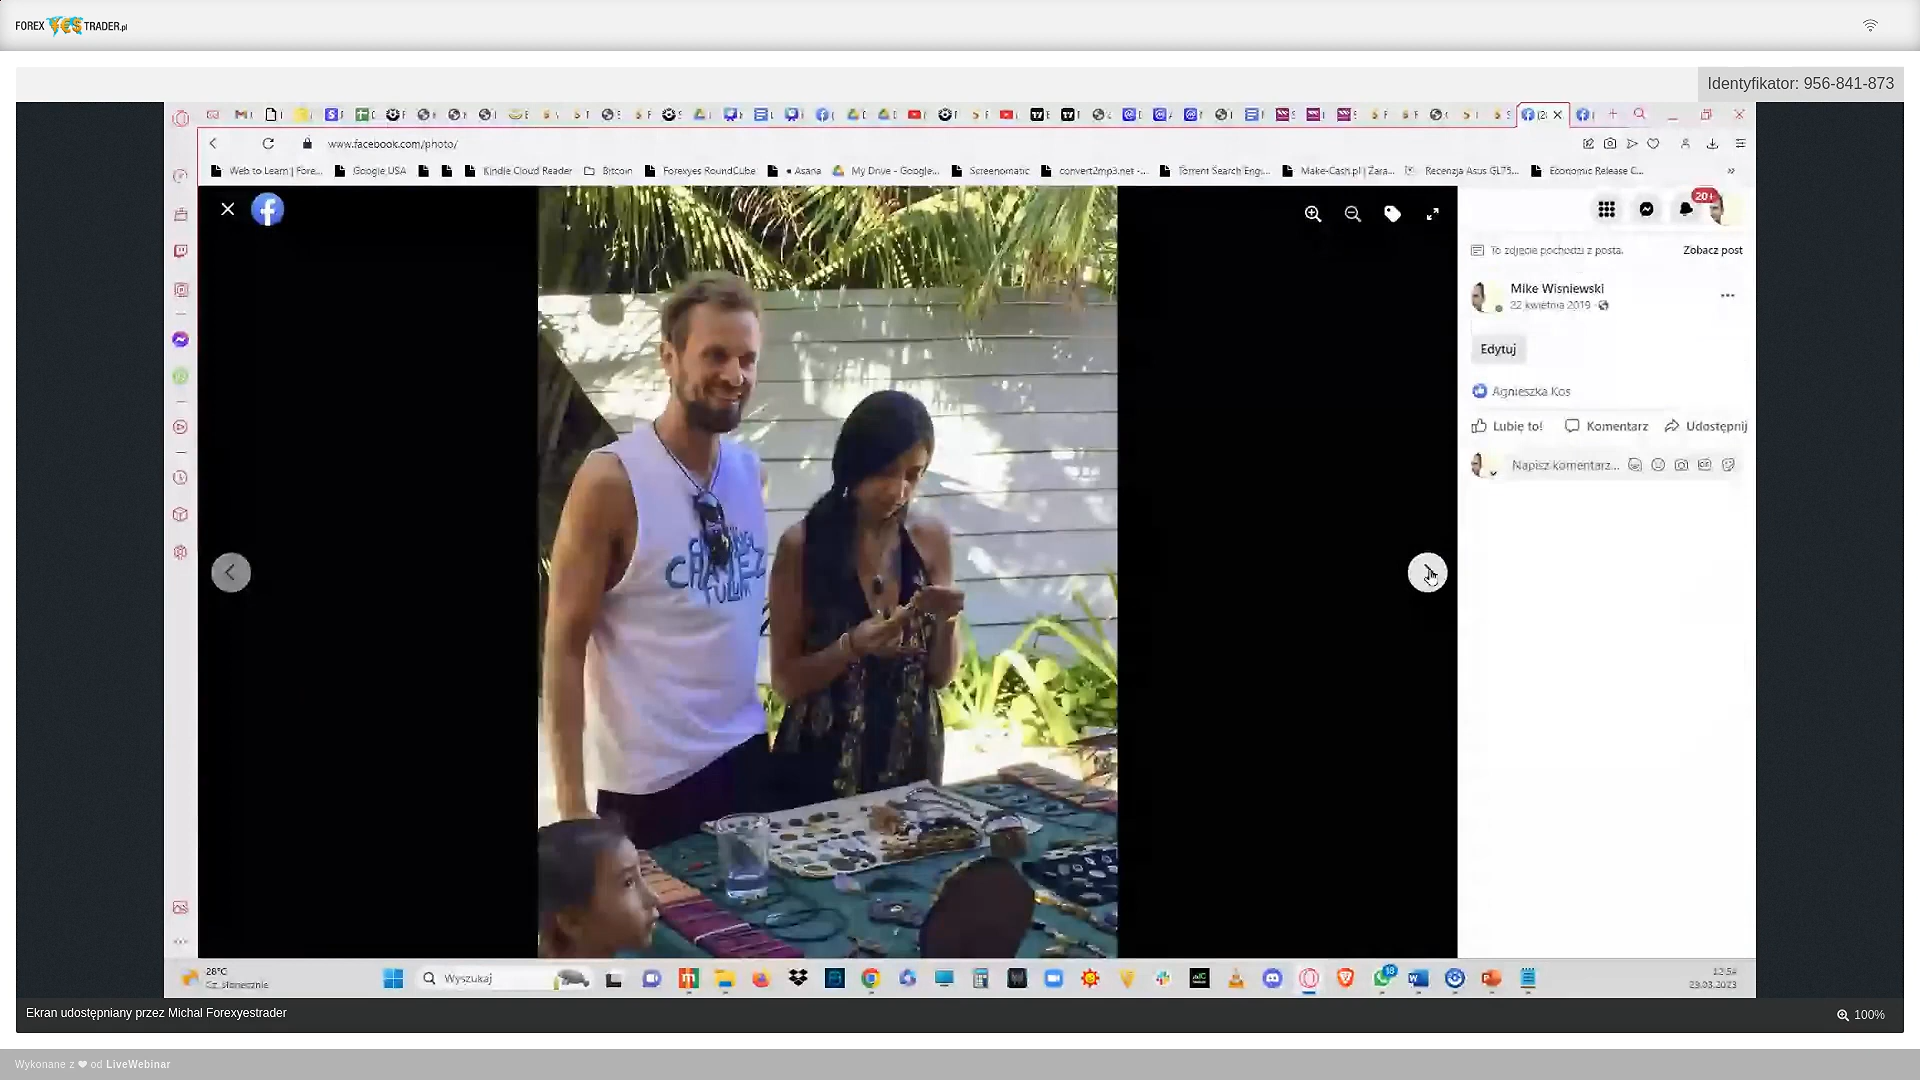 FOREX YES TRADER.pl
Identyfikator: 956-841-873
www.facebook.com/photo/
Web to Learn | Fore...
Google USA
Kindle Cloud Reader
Bitcoin
Forexyes RoundCube
Asana
My Drive - Google...
Screenomatic
convert2mp3.net -...
Torrent Search Engi...
Make-Cash.pl | Zara...
Recenzja Asus GL75...
Economic Release C...
»
20+
To zdjęcie pochodzi z posta.
Zobacz post
Mike Wisniewski
22 kwietnia 2019
Edytuj
Agnieszka Kos
Lubię to!
Komentarz
Udostępnij
Napisz komentarz...
TULUM
28°C
Cz. słonecznie
Wyszukaj
18
12:54
23.03.2023
Ekran udostępniany przez Michal Forexyestrader
100%
Wykonane z ❤ od LiveWebinar